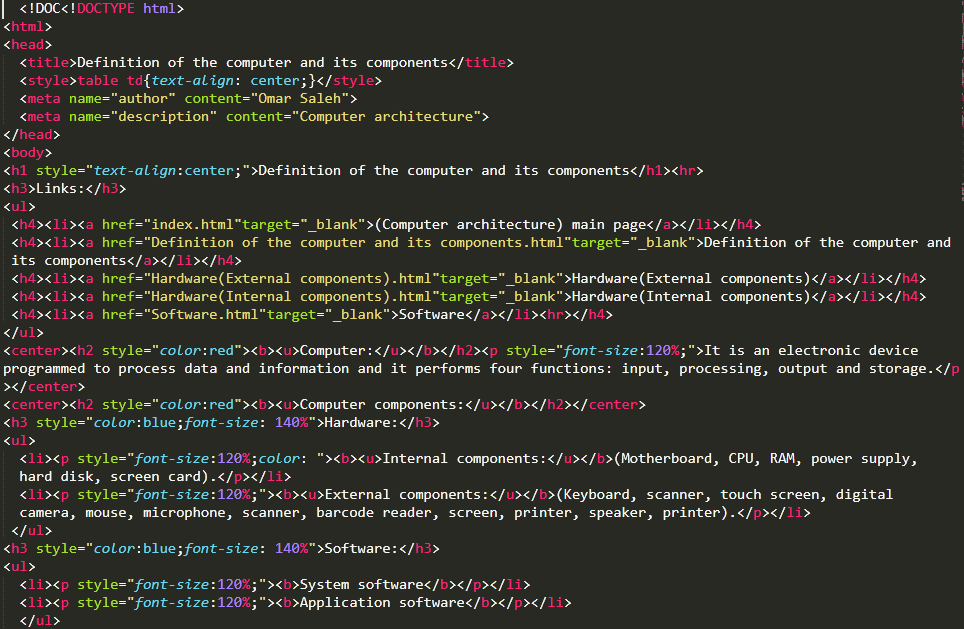 <!DOC<!DOCTYPE html>
<html>
<head>
<title>Definition of the computer and its components</title>
<style>table td{text-align: center;}</style>
<meta name="author" content="Omar Saleh">
<meta name="description" content="Computer architecture">
</head>
<body>
<h1 style="text-align:center;">Definition of the computer and its components</h1><hr>
<h3>Links:</h3>
<ul>
<h4><li><a href="index.html"target="_blank">(Computer architecture) main page</a></li></h4>
<h4><li><a href="Definition of the computer and its components.html"target="_blank">Definition of the computer and
its components</a></li></h4>
<h4><li><a href="Hardware(External components).html"target="_blank">Hardware(External components)</a></li></h4>
<h4><li><a href="Hardware(Internal components).html"target="_blank">Hardware(Internal components)</a></li></h4>
<h4><li><a href="Software.html"target="_blank">Software</a></li><hr></h4>
</ul>
<center><h2 style="color:red"><b><u>Computer:</u></b></h2><p style="font-size:120%;">It is an electronic device
programmed to process data and information and it performs four functions: input, processing, output and storage.</p
></center>
<center><h2 style="color:red"><b><u>Computer components:</u></b></h2></center>
<h3 style="color:blue;font-size: 140%">Hardware:</h3>
<ul>
<li><p style="font-size:120%;color: "><b><u>Internal components:</u></b>(Motherboard, CPU, RAM, power supply,
hard disk, screen card).</p></li>
<li><p style="font-size:120%;"><b><u>External components:</u></b>(Keyboard, scanner, touch screen, digital
camera, mouse, microphone, scanner, barcode reader, screen, printer, speaker, printer).</p></li>
</ul>
<h3 style="color:blue;font-size: 140%">Software:</h3>
<ul>
<li><p style="font-size:120%;"><b>System software</b></p></li>
<li><p style="font-size:120%;"><b>Application software</b></p></li>
</ul>